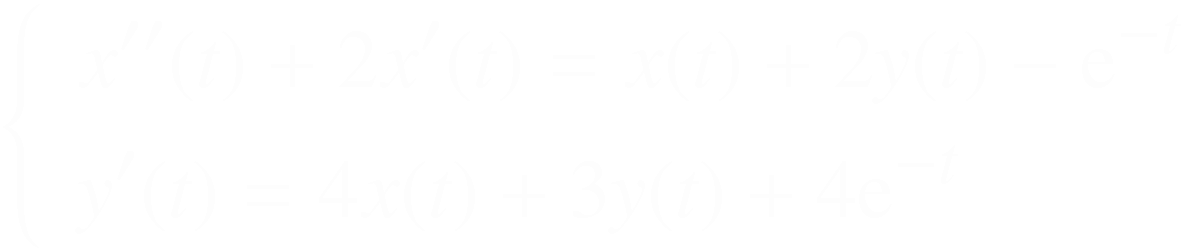 x''(t) + 2x'(t) = x(t) + 2y(t) − e^{−t}
y'(t) = 4x(t) + 3y(t) + 4e^{−t}